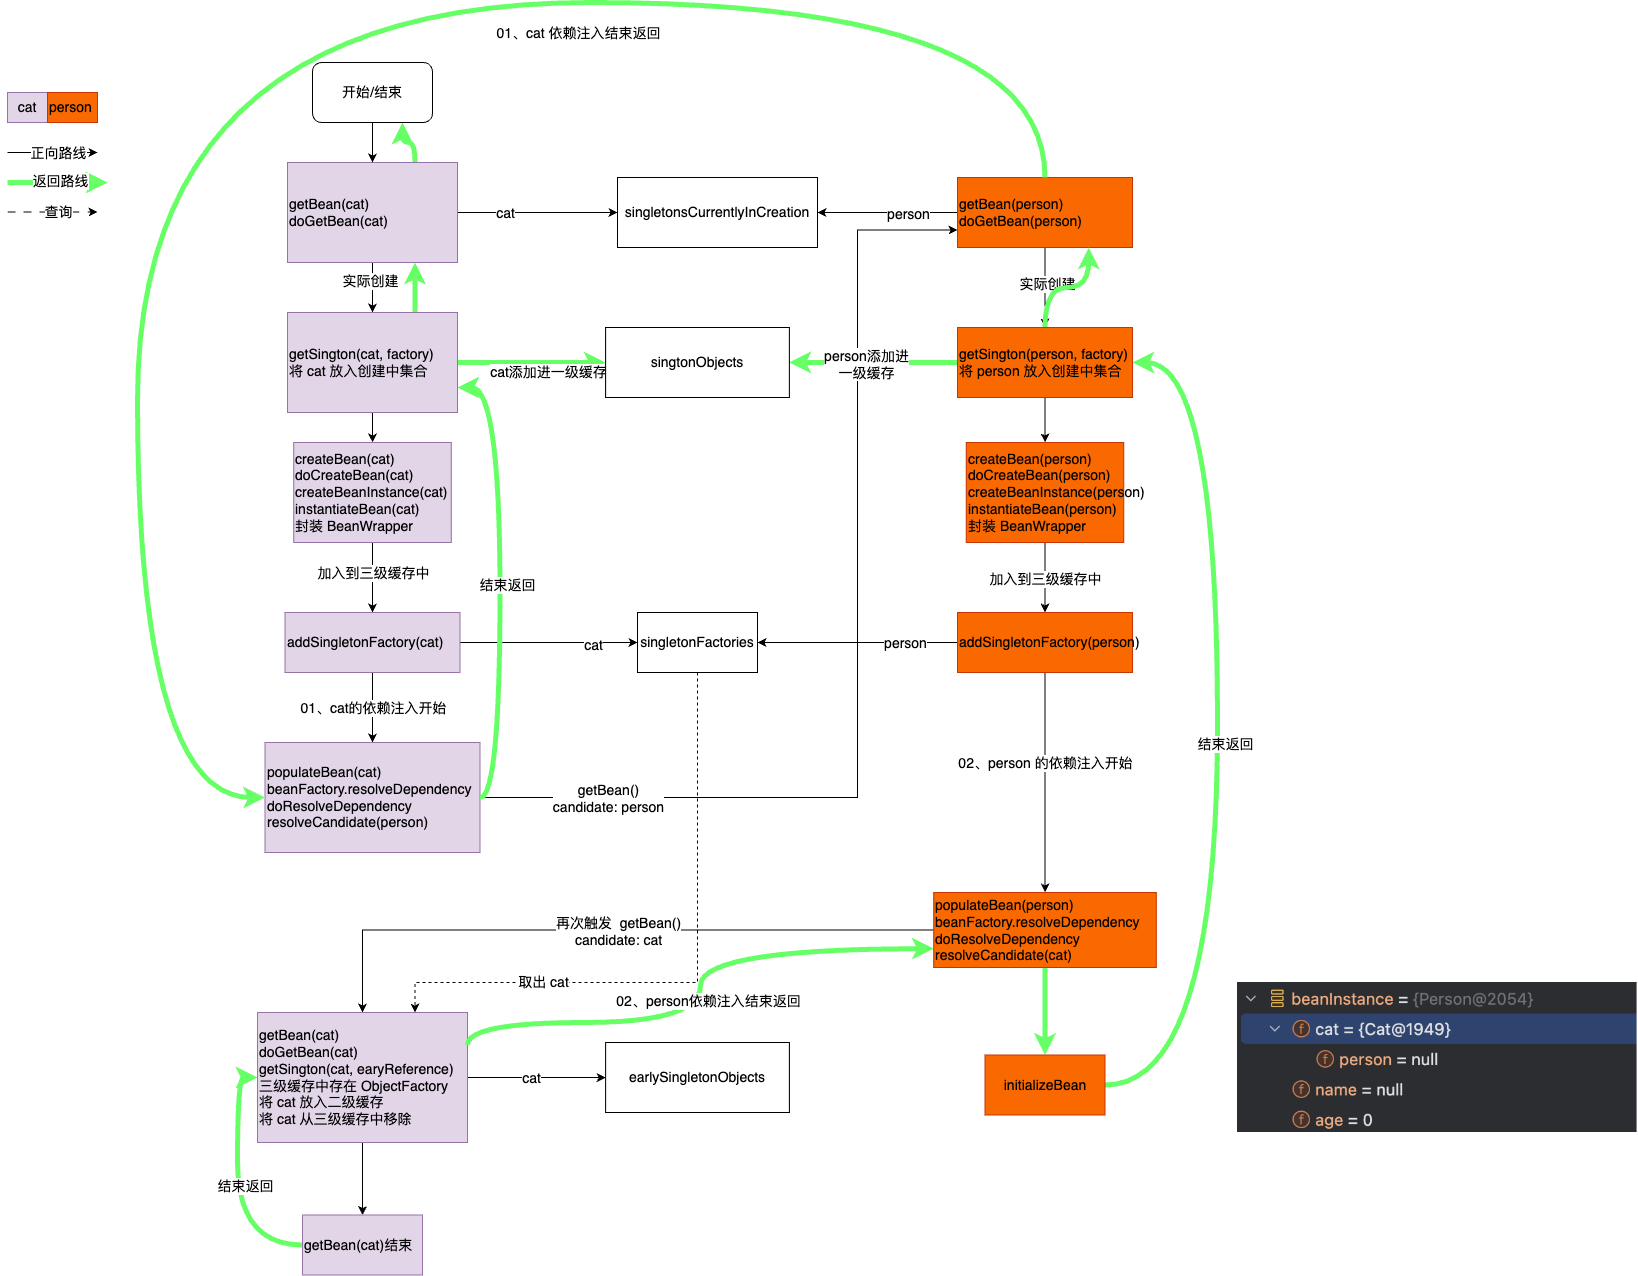 01、cat 依赖注入结束返回
开始/结束
cat
person
正向路线
返回路线
查询
getBean(cat)
doGetBean(cat)
cat
singletonsCurrentlyInCreation
person
getBean(person)
doGetBean(person)
实际创建
实际创建
getSington(cat, factory)
将 cat 放入创建中集合
cat添加进一级缓存
singtonObjects
person添加进
一级缓存
getSington(person, factory)
将 person 放入创建中集合
createBean(cat)
doCreateBean(cat)
createBeanInstance(cat)
instantiateBean(cat)
封装 BeanWrapper
createBean(person)
doCreateBean(person)
createBeanInstance(person)
instantiateBean(person)
封装 BeanWrapper
加入到三级缓存中
结束返回
加入到三级缓存中
addSingletonFactory(cat)
cat
singletonFactories
person
addSingletonFactory(person)
01、cat的依赖注入开始
结束返回
02、person 的依赖注入开始
populateBean(cat)
beanFactory.resolveDependency
doResolveDependency
resolveCandidate(person)
getBean()
candidate: person
populateBean(person)
beanFactory.resolveDependency
doResolveDependency
resolveCandidate(cat)
再次触发 getBean()
candidate: cat
取出 cat
02、person依赖注入结束返回
getBean(cat)
doGetBean(cat)
getSington(cat, earyReference)
三级缓存中存在 ObjectFactory
将 cat 放入二级缓存
将 cat 从三级缓存中移除
cat
earlySingletonObjects
initializeBean
beanInstance = {Person@2054}
cat = {Cat@1949}
person = null
name = null
age = 0
结束返回
getBean(cat)结束